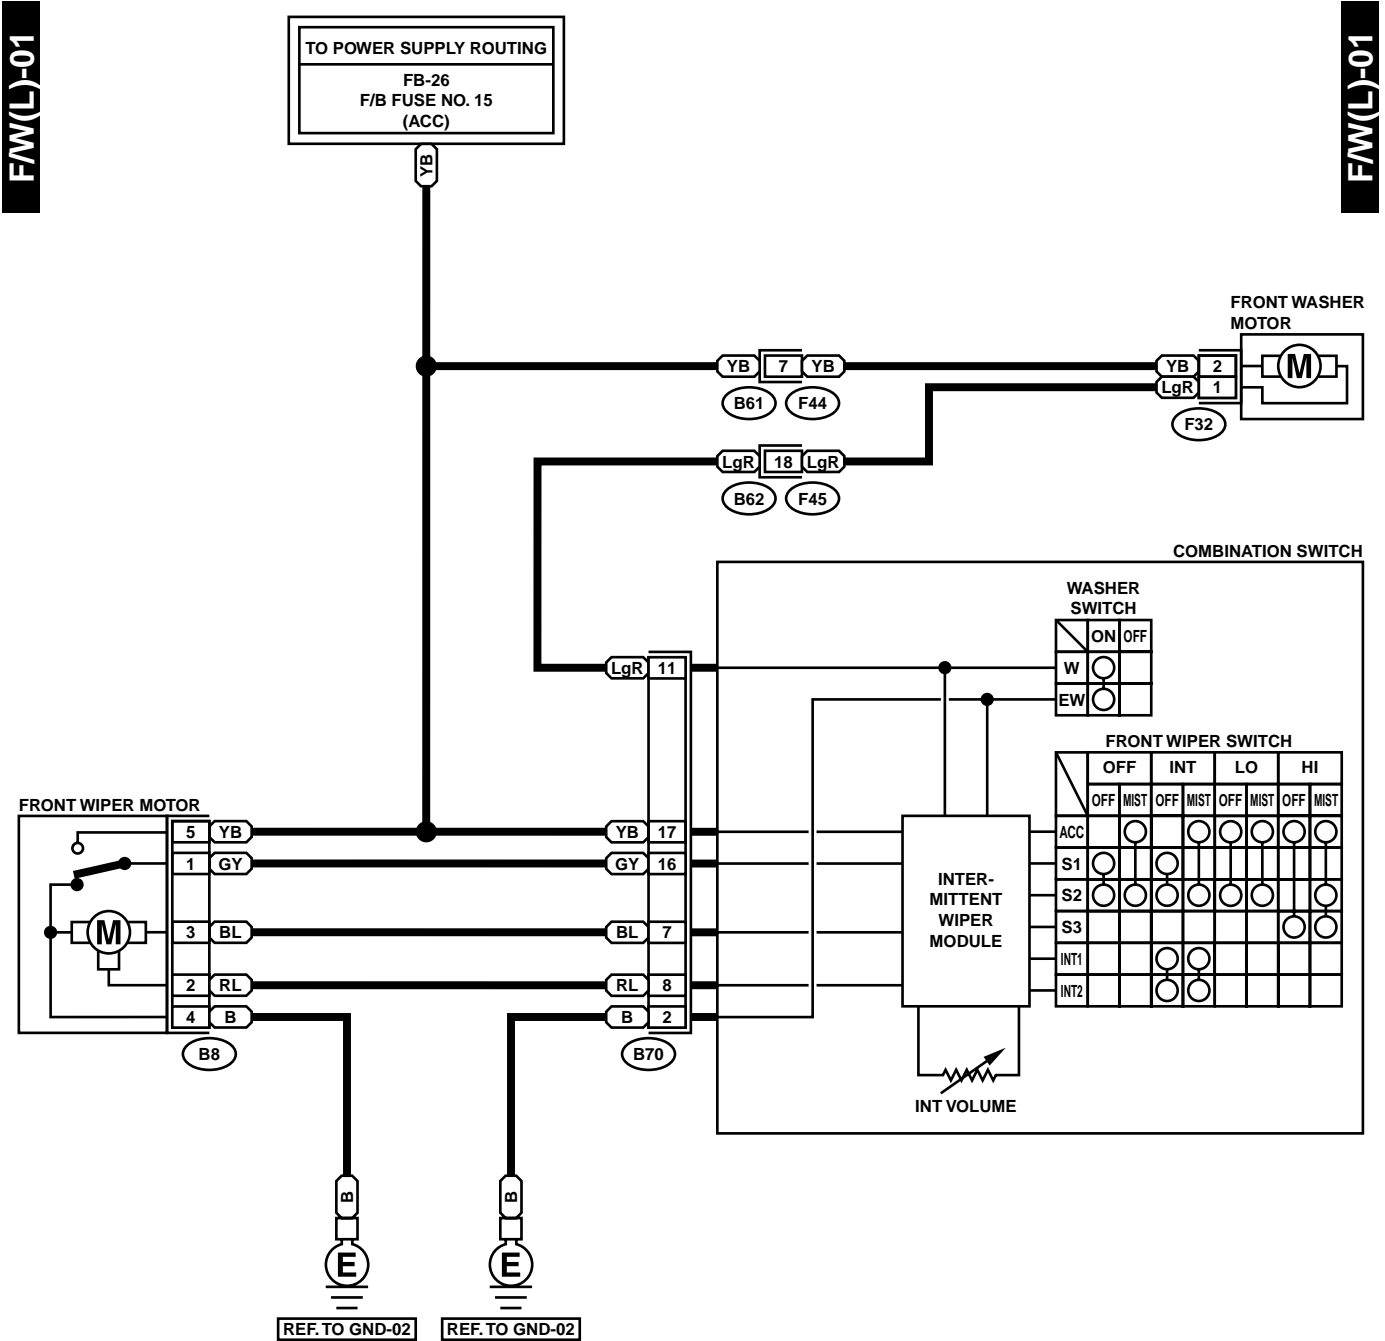 F/W(L)-01
F/W(L)-01
TO POWER SUPPLY ROUTING
FB-26
F/B FUSE NO. 15
(ACC)
YB
FRONT WASHER
MOTOR
YB 7 YB
YB 2
M
LgR 1
B61 F44
F32
LgR 18 LgR
B62 F45
COMBINATION SWITCH
WASHER
SWITCH
ON OFF
W
EW
LgR 11
FRONT WIPER SWITCH
OFF INT LO HI
OFF MIST OFF MIST OFF MIST OFF MIST
ACC
S1
S2
S3
INT1
INT2
FRONT WIPER MOTOR
5 YB
YB 17
1 GY
GY 16
M
3 BL
BL 7
2 RL
RL 8
4 B
B 2
B8
B70
INTER-
MITTENT
WIPER
MODULE
INT VOLUME
B
B
E
E
REF. TO GND-02
REF. TO GND-02